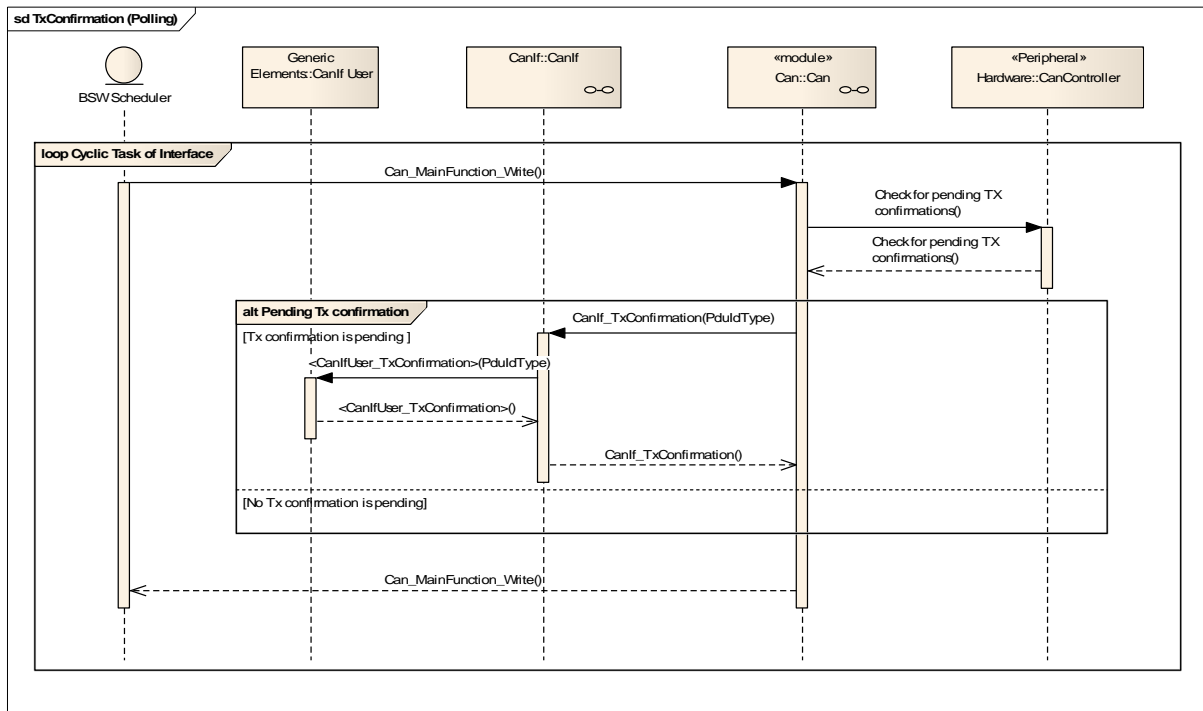 sd TxConfirmation (Polling)
BSWScheduler
Generic
Elements::CanIf User
CanIf::CanIf
«module»
Can::Can
«Peripheral»
Hardware::CanController
loop Cyclic Task of Interface
Can_MainFunction_Write()
Check for pending TX
confirmations()
Check for pending TX
confirmations()
alt Pending Tx confirmation
CanIf_TxConfirmation(PduIdType)
[Tx confirmation is pending ]
<CanIfUser_TxConfirmation>(PduIdType)
<CanIfUser_TxConfirmation>()
CanIf_TxConfirmation()
[No Tx confirmation is pending]
Can_MainFunction_Write()